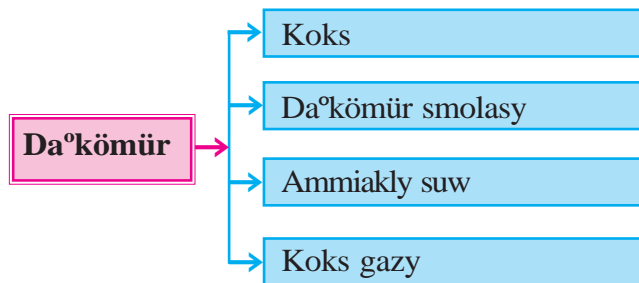 Koks
Daºkömür smolasy
Daºkömür
Ammiakly suw
Koks gazy